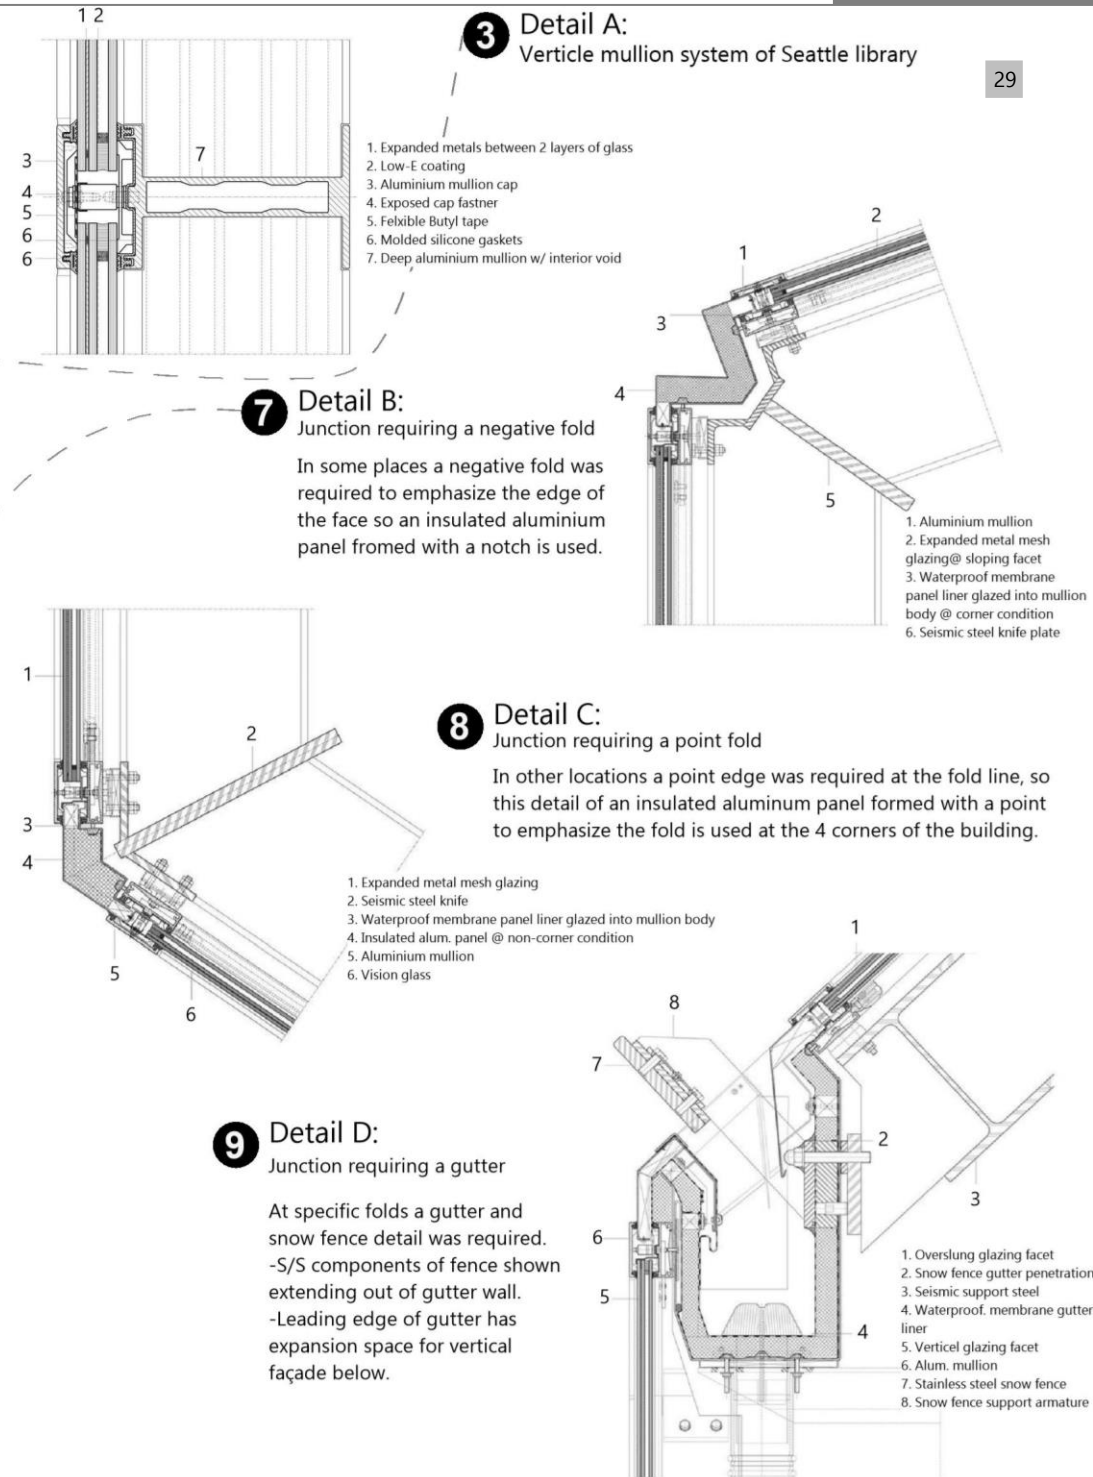 1 2
3
Detail A:
Verticle mullion system of Seattle library
29
3
4
5
6
6
7
1. Expanded metals between 2 layers of glass
2. Low-E coating
3. Aluminium mullion cap
4. Exposed cap fastner
5. Felxible Butyl tape
6. Molded silicone gaskets
7. Deep aluminium mullion w/ interior void
1
2
3
4
5
7
Detail B:
Junction requiring a negative fold
In some places a negative fold was
required to emphasize the edge of
the face so an insulated aluminium
panel fromed with a notch is used.
1. Aluminium mullion
2. Expanded metal mesh
glazing@ sloping facet
3. Waterproof membrane
panel liner glazed into mullion
body @ corner condition
6. Seismic steel knife plate
1
2
3
4
5
6
8
Detail C:
Junction requiring a point fold
In other locations a point edge was required at the fold line, so
this detail of an insulated aluminum panel formed with a point
to emphasize the fold is used at the 4 corners of the building.
1. Expanded metal mesh glazing
2. Seismic steel knife
3. Waterproof membrane panel liner glazed into mullion body
4. Insulated alum. panel @ non-corner condition
5. Aluminium mullion
6. Vision glass
9
Detail D:
Junction requiring a gutter
At specific folds a gutter and
snow fence detail was required.
-S/S components of fence shown
extending out of gutter wall.
-Leading edge of gutter has
expansion space for vertical
façade below.
1
8
7
2
3
6
5
4
1. Overslung glazing facet
2. Snow fence gutter penetration
3. Seismic support steel
4. Waterproof. membrane gutter
liner
5. Verticel glazing facet
6. Alum. mullion
7. Stainless steel snow fence
8. Snow fence support armature